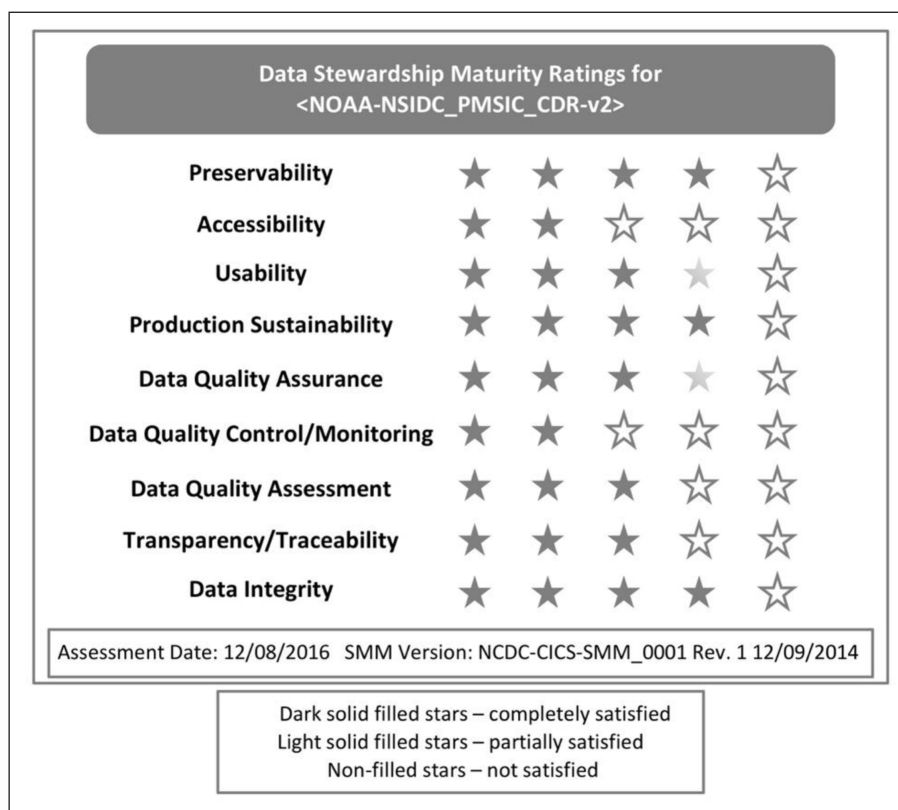 Data Stewardship Maturity Ratings for
<NOAA-NSIDC_PMSIC_CDR-v2>
Preservability
Accessibility
Usability
Production Sustainability
Data Quality Assurance
Data Quality Control/Monitoring
Data Quality Assessment
Transparency/Traceability
Data Integrity
Assessment Date: 12/08/2016 SMM Version: NCDC-CICS-SMM_0001 Rev. 1 12/09/2014
Dark solid filled stars – completely satisfied
Light solid filled stars – partially satisfied
Non-filled stars – not satisfied